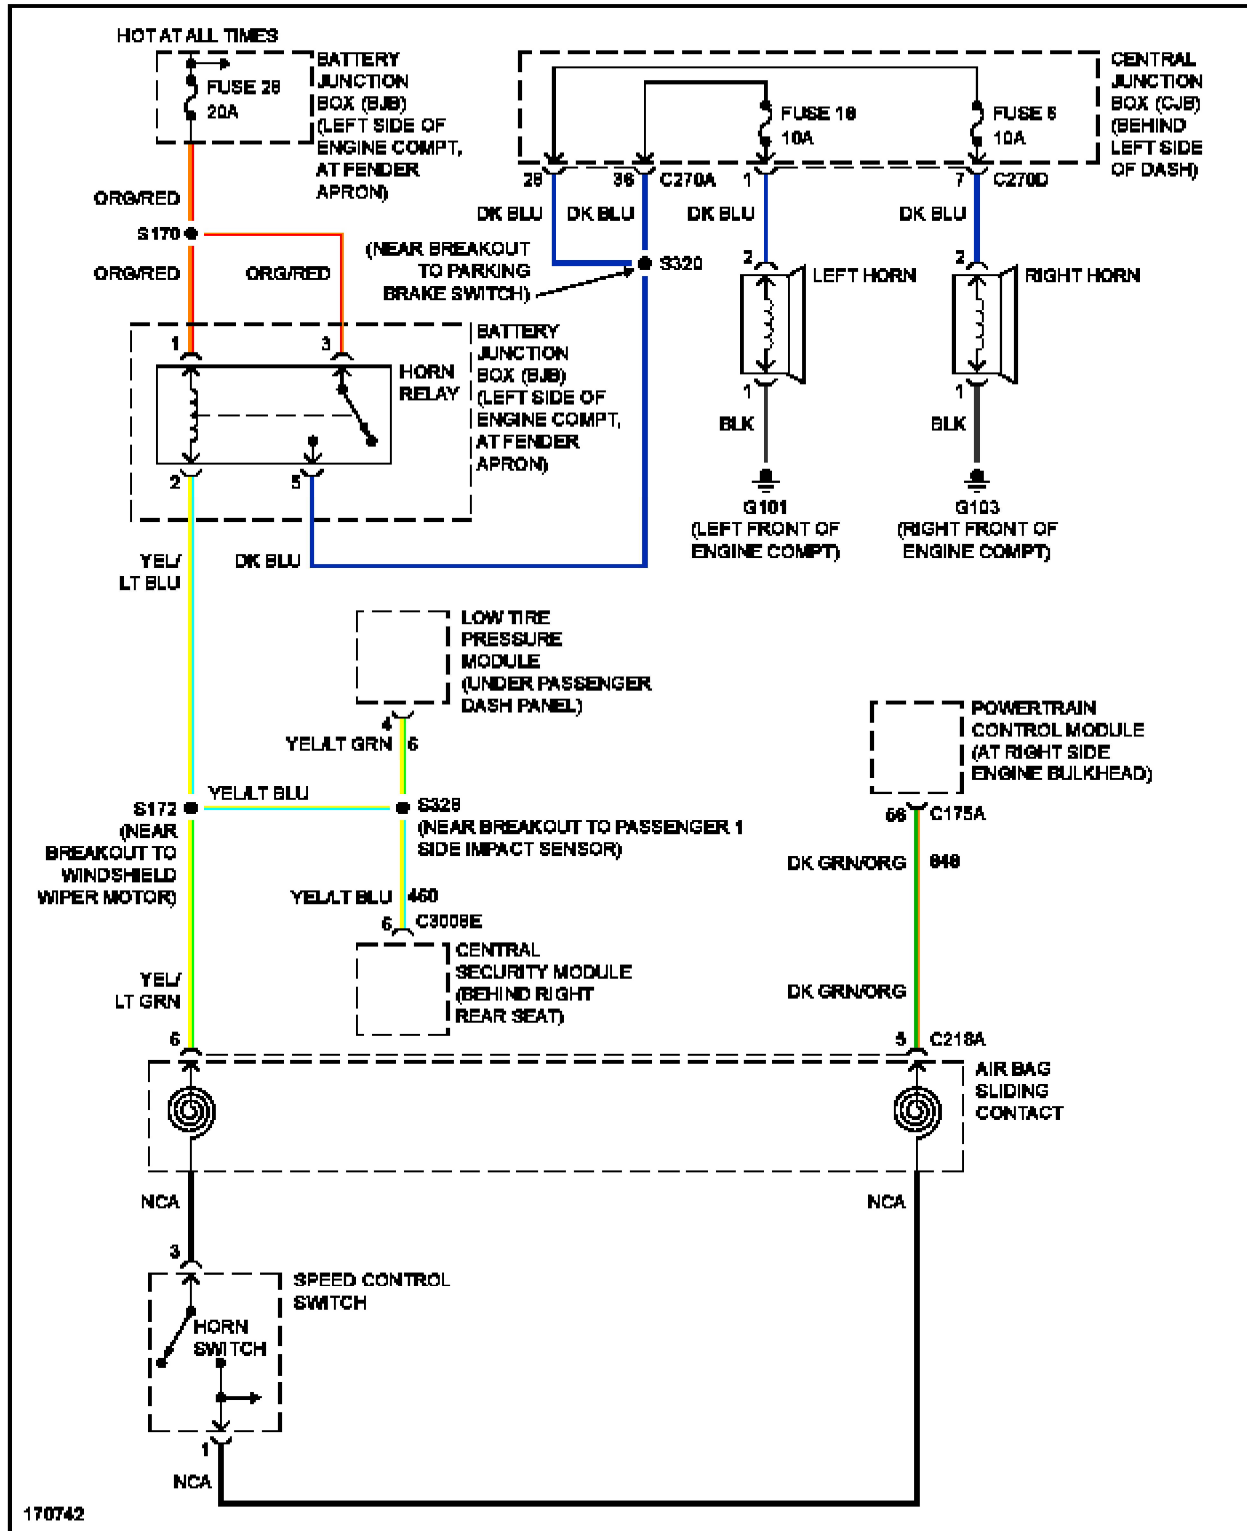 HOT AT ALL TIMES
BATTERY
JUNCTION
BOX (BJB)
(LEFT SIDE OF
ENGINE COMPT,
AT FENDER
APRON)
FUSE 28
20A
CENTRAL
JUNCTION
BOX (CJB)
(BEHIND
LEFT SIDE
OF DASH)
FUSE 16
10A
FUSE 6
10A
28
36
C270A
1
7
C270D
ORG/RED
DK BLU
DK BLU
DK BLU
DK BLU
S170
ORG/RED
ORG/RED
(NEAR BREAKOUT
TO PARKING
BRAKE SWITCH)
S320
2
LEFT HORN
2
RIGHT HORN
1
3
BATTERY
JUNCTION
BOX (BJB)
(LEFT SIDE OF
ENGINE COMPT,
AT FENDER
APRON)
HORN
RELAY
1
1
BLK
BLK
2
5
G101
(LEFT FRONT OF
ENGINE COMPT)
G103
(RIGHT FRONT OF
ENGINE COMPT)
YEL/
LT BLU
DK BLU
LOW TIRE
PRESSURE
MODULE
(UNDER PASSENGER
DASH PANEL)
4
YEL/LT GRN
6
POWERTRAIN
CONTROL MODULE
(AT RIGHT SIDE
ENGINE BULKHEAD)
YEL/LT BLU
S172
(NEAR
BREAKOUT TO
WINDSHIELD
WIPER MOTOR)
S328
(NEAR BREAKOUT TO PASSENGER 1
SIDE IMPACT SENSOR)
C175A
DK GRN/ORG
YEL/LT BLU
460
6
C3008E
CENTRAL
SECURITY MODULE
(BEHIND RIGHT
REAR SEAT)
YEL/
LT GRN
DK GRN/ORG
6
5
C218A
AIR BAG
SLIDING
CONTACT
NCA
NCA
3
SPEED CONTROL
SWITCH
HORN
SWITCH
1
NCA
170742